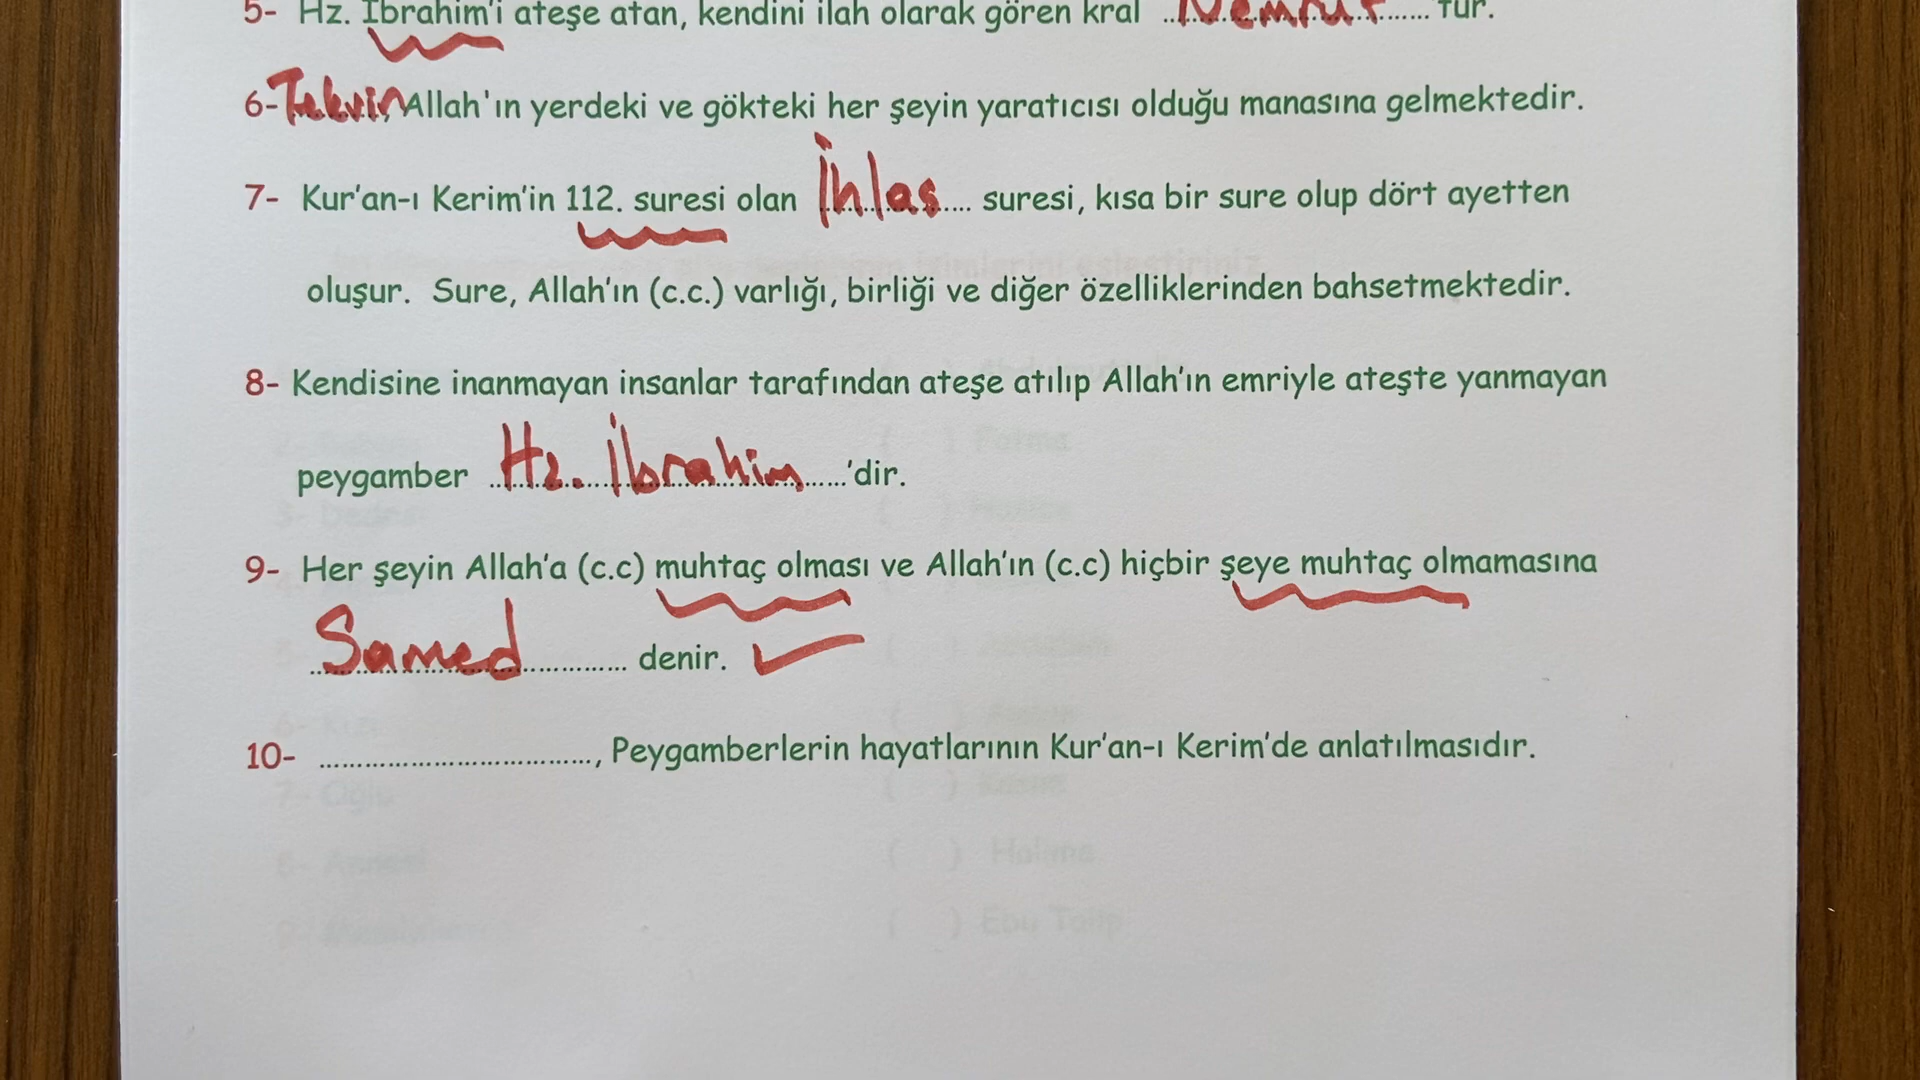 5- Hz. İbrahim'i ateşe atan, kendini ilah olarak gören kral Nemrut tur.
6- Tekvin, Allah'ın yerdeki ve gökteki her şeyin yaratıcısı olduğu manasına gelmektedir.
7- Kur'an-ı Kerim'in 112. suresi olan İhlas suresi, kısa bir sure olup dört ayetten
oluşur. Sure, Allah'ın (c.c.) varlığı, birliği ve diğer özelliklerinden bahsetmektedir.
8- Kendisine inanmayan insanlar tarafından ateşe atılıp Allah'ın emriyle ateşte yanmayan
peygamber Hz. İbrahim 'dir.
9- Her şeyin Allah'a (c.c) muhtaç olması ve Allah'ın (c.c) hiçbir şeye muhtaç olmamasına
Samed denir.
10- ...................................., Peygamberlerin hayatlarının Kur'an-ı Kerim'de anlatılmasıdır.